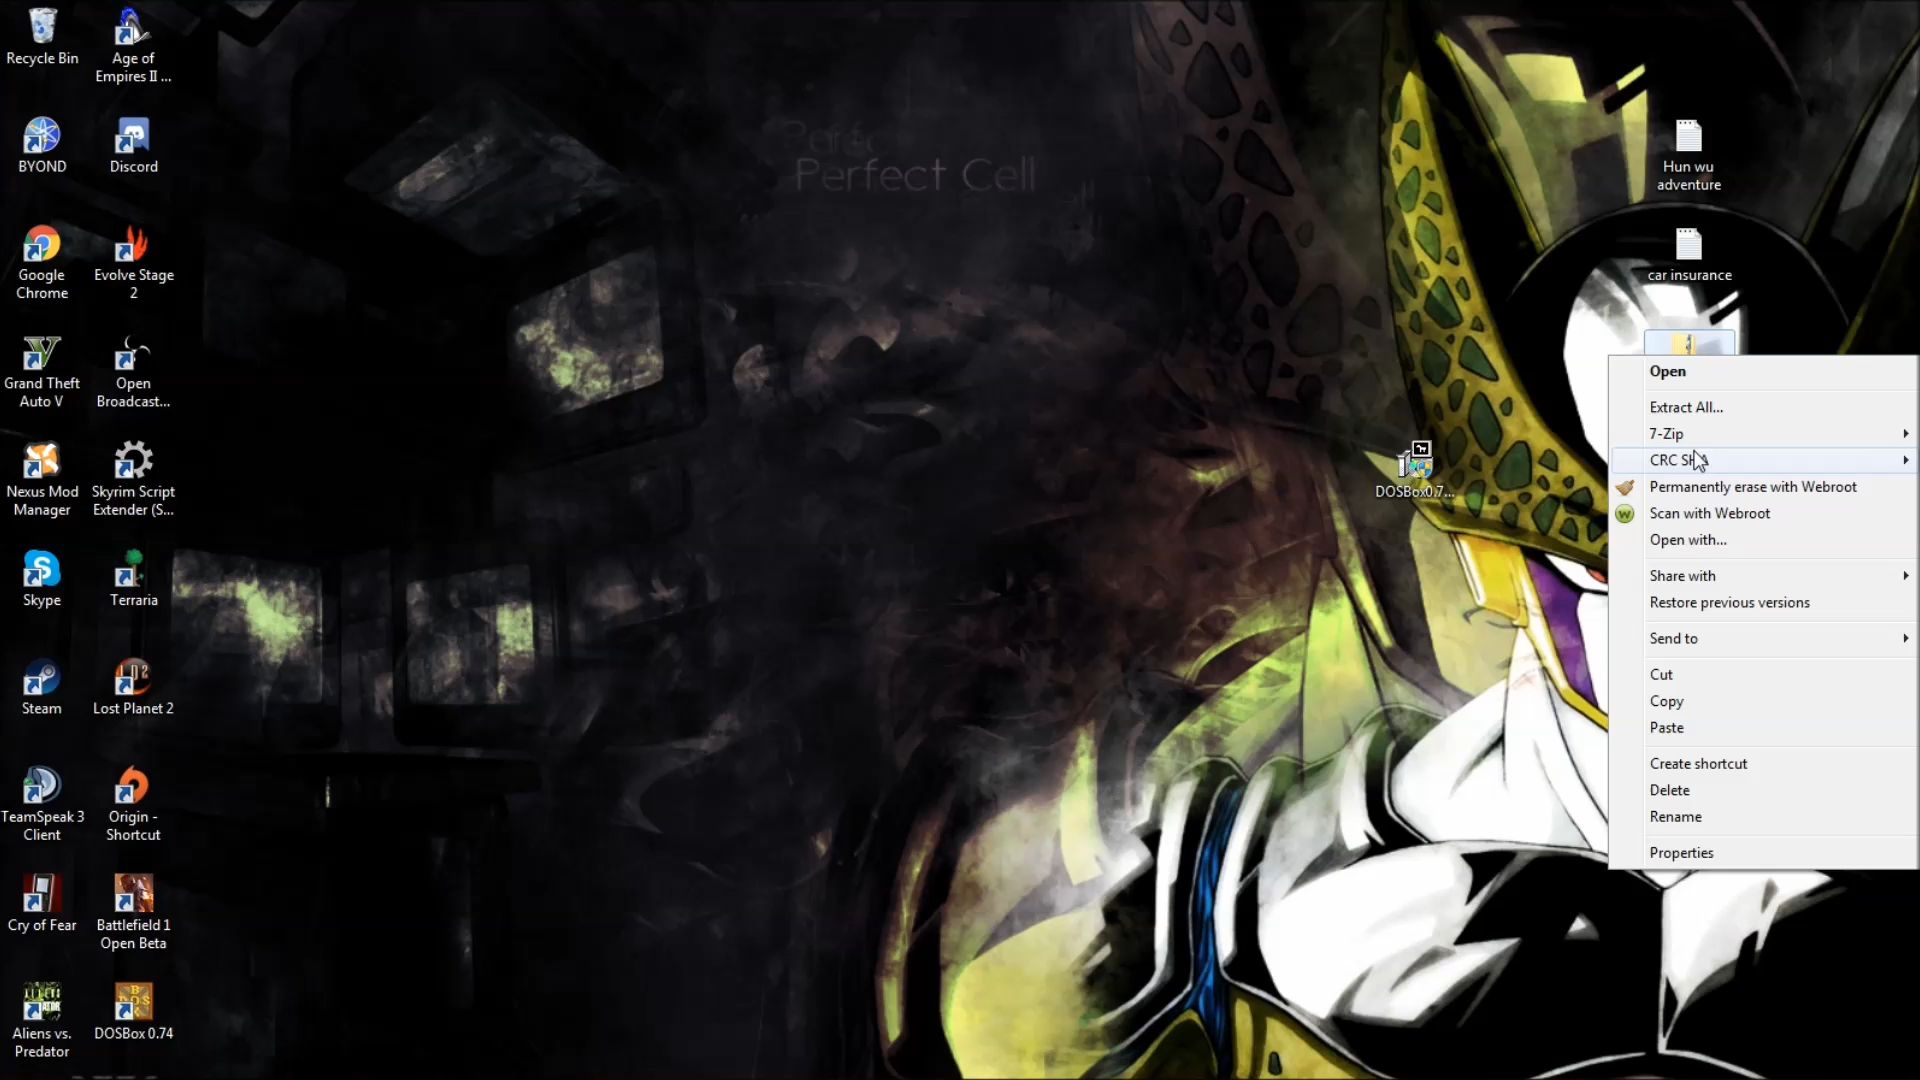 Recycle Bin
Age of
Empires II ...
BYOND
Discord
Google
Chrome
Evolve Stage
2
Grand Theft
Auto V
Open
Broadcast...
Nexus Mod
Manager
Skyrim Script
Extender (S...
Skype
Terraria
Steam
Lost Planet 2
TeamSpeak 3
Client
Origin -
Shortcut
Cry of Fear
Battlefield 1
Open Beta
Aliens vs.
Predator
DOSBox 0.74
Perfect Cell
DOSBox0.7...
Hun wu
adventure
car insurance
Open
Extract All...
7-Zip
CRC SHA
Permanently erase with Webroot
Scan with Webroot
Open with...
Share with
Restore previous versions
Send to
Cut
Copy
Paste
Create shortcut
Delete
Rename
Properties